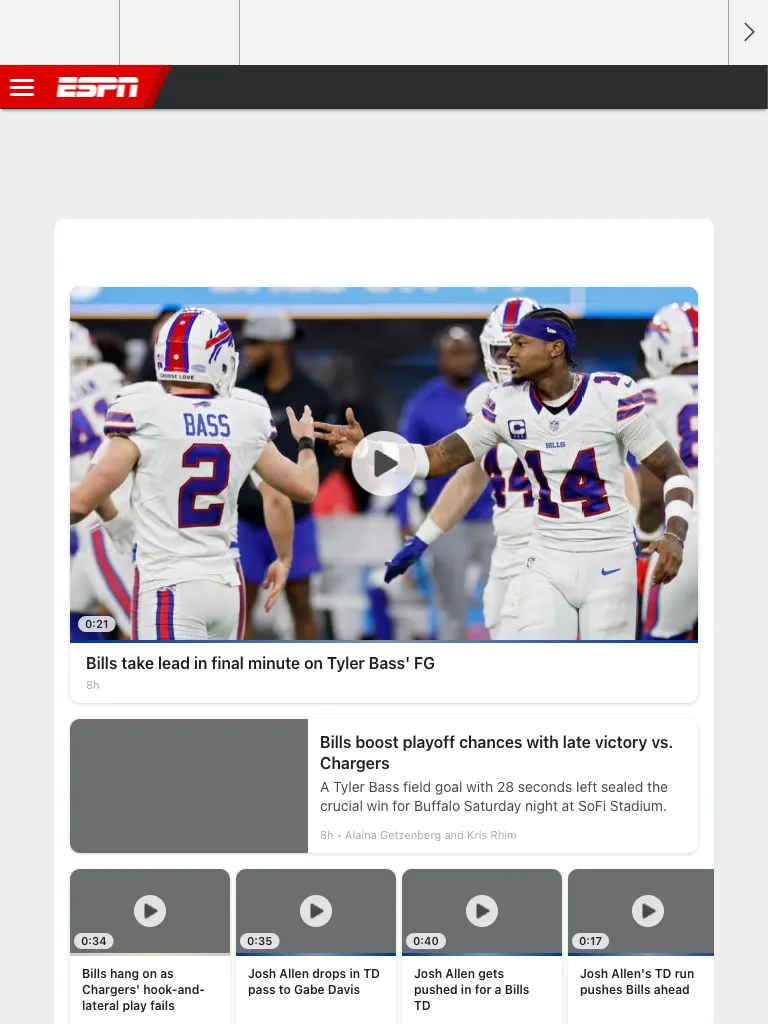 ESPN
CHOOSE LOVE
BASS
2
C
BILLS
14
0:21
Bills take lead in final minute on Tyler Bass' FG
8h
Bills boost playoff chances with late victory vs.
Chargers
A Tyler Bass field goal with 28 seconds left sealed the
crucial win for Buffalo Saturday night at SoFi Stadium.
8h • Alaina Getzenberg and Kris Rhim
0:34
0:35
0:40
0:17
Bills hang on as
Chargers' hook-and-
lateral play fails
Josh Allen drops in TD
pass to Gabe Davis
Josh Allen gets
pushed in for a Bills
TD
Josh Allen's TD run
pushes Bills ahead